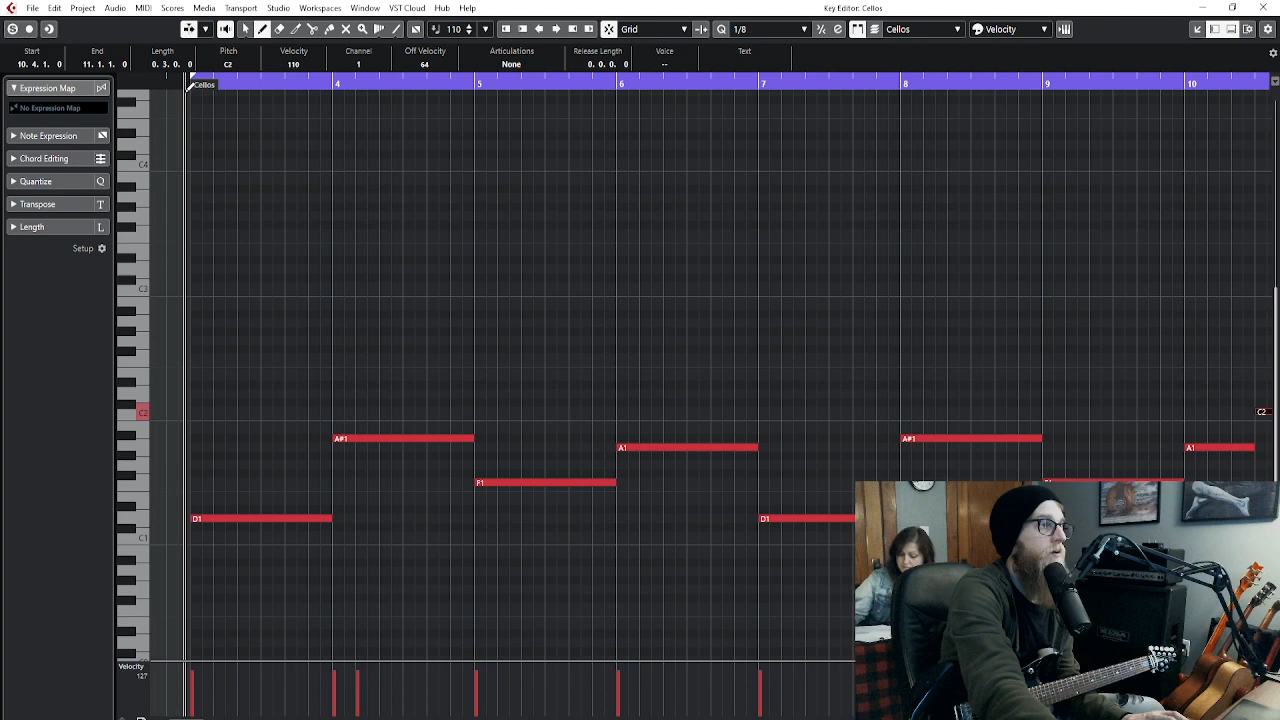 File Edit Project Audio MIDI Scores Media Transport Studio Workspaces Window VST Cloud Hub Help
Key Editor: Cellos
S 110 Grid Q 1/8 Cellos Velocity
Start End Length Pitch Velocity Channel Off Velocity Articulations Release Length Voice Text
10. 4. 1. 0 11. 1. 1. 0 0. 3. 0. 0 C2 110 1 64 None 0. 0. 0. 0 --
Expression Map
No Expression Map
Note Expression
Chord Editing
Quantize Q
Transpose T
Length L
Setup
Cellos 4 5 6 7 8 9 10
C4
C3
C2 C2
A#1 A#1
A1 A1
F1
D1 D1
C1
Velocity
127